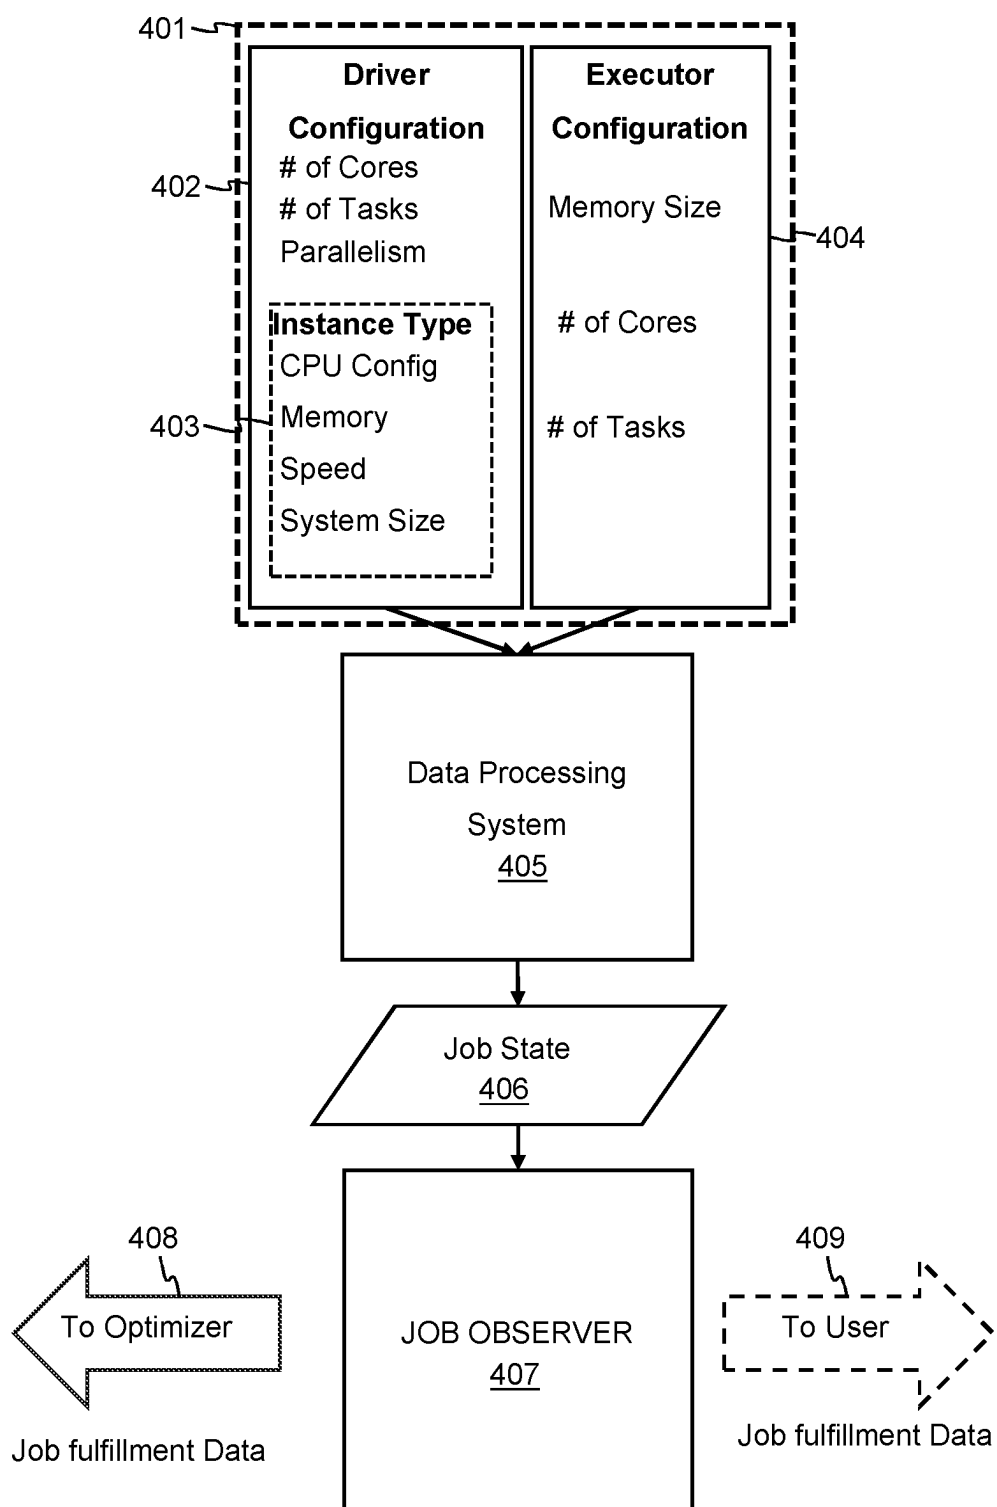 401
Driver
Configuration
# of Cores
# of Tasks
Parallelism
402
Instance Type
CPU Config
Memory
Speed
System Size
403
Executor
Configuration
Memory Size
# of Cores
# of Tasks
404
Data Processing
System
405
Job State
406
JOB OBSERVER
407
408
To Optimizer
Job fulfillment Data
409
To User
Job fulfillment Data